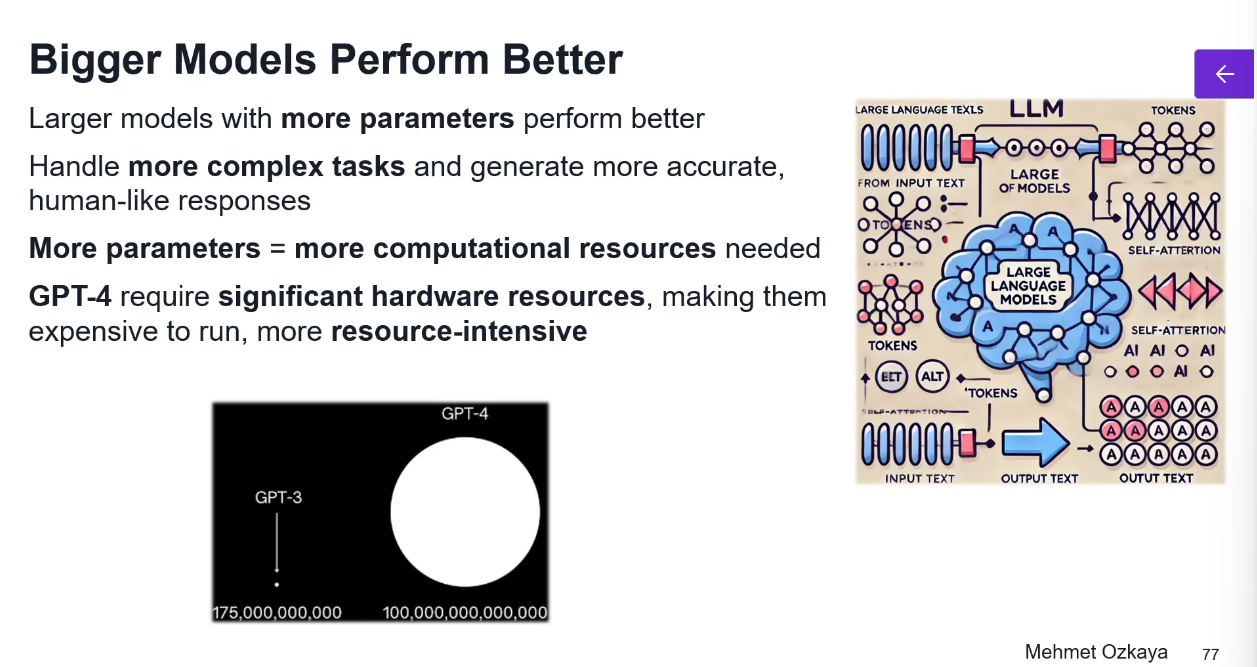 Bigger Models Perform Better
Larger models with more parameters perform better
Handle more complex tasks and generate more accurate,
human-like responses
More parameters = more computational resources needed
GPT-4 require significant hardware resources, making them
expensive to run, more resource-intensive
GPT-4
GPT-3
175,000,000,000
100,000,000,000,000
LARGE LANGUAGE TEXLS
LLM
TOKENS
FROM INPUT TEXT
LARGE
OF MODELS
TOKENS
A A
SELF-ATTERTION
LARGE
LANGUAGE
MODELS
A
SELF-ATTERTION
TOKENS
AI AI AI
AI
ALT
'TOKENS
SELF-ATTERTION
A A A A A
A A A A A
A A A A A
INPUT TEXT
OUTPUT TEXT
OUTUT TEXT
Mehmet Ozkaya
77